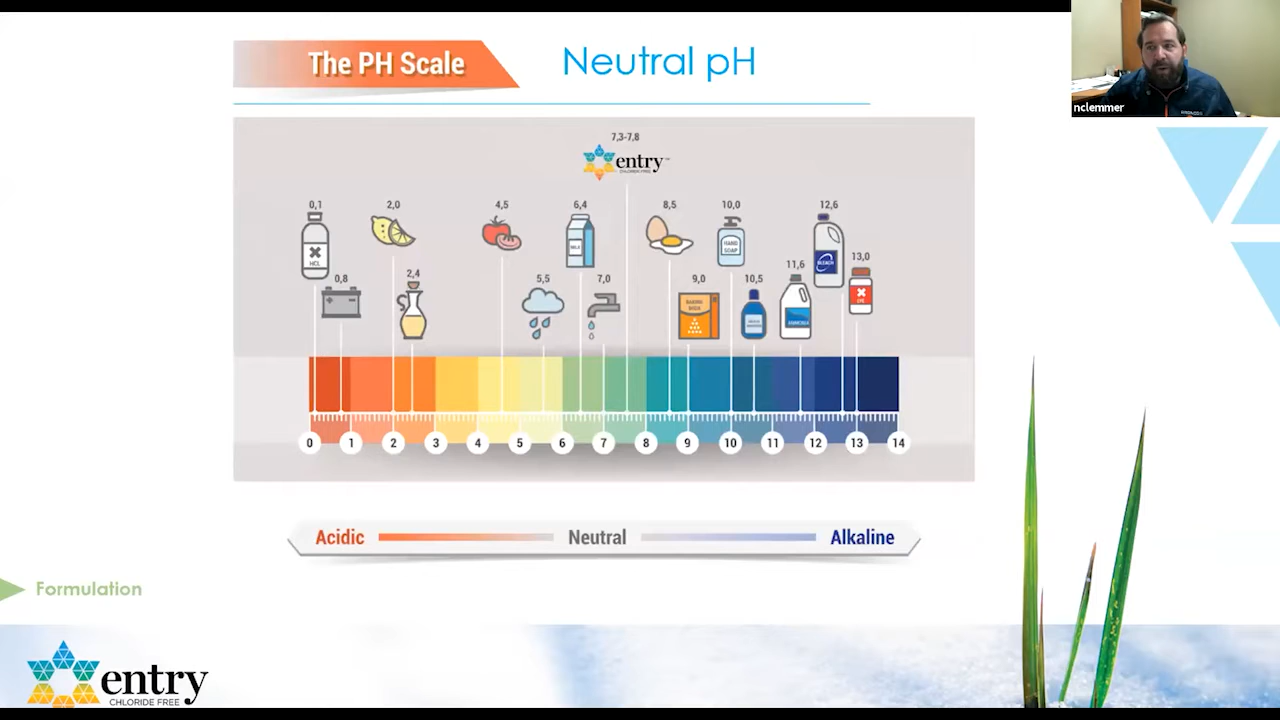 The PH Scale
Neutral pH
nclemmer
7,3-7,8
entry™
CHLORIDE FREE
0,1
2,0
4,5
6,4
8,5
10,0
12,6
HCL
0,8
2,4
5,5
MILK
7,0
9,0
HAND
SOAP
10,5
11,6
BLEACH
13,0
BAKING
SODA
AMMONIA
LYE
0 1 2 3 4 5 6 7 8 9 10 11 12 13 14
Acidic
Neutral
Alkaline
Formulation
entry
CHLORIDE FREE